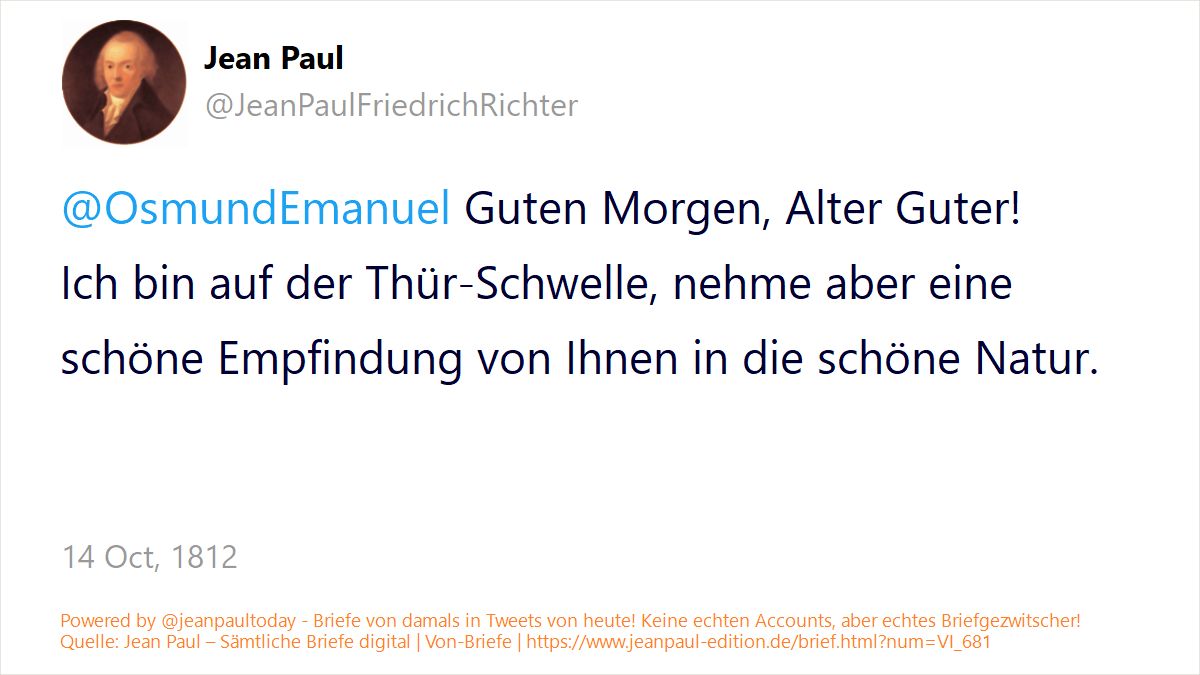 Jean Paul
@JeanPaulFriedrichRichter
@OsmundEmanuel Guten Morgen, Alter Guter!
Ich bin auf der Thür-Schwelle, nehme aber eine
schöne Empfindung von Ihnen in die schöne Natur.
14 Oct, 1812
Powered by @jeanpaultoday - Briefe von damals in Tweets von heute! Keine echten Accounts, aber echtes Briefgezwitscher!
Quelle: Jean Paul – Sämtliche Briefe digital | Von-Briefe | https://www.jeanpaul-edition.de/brief.html?num=VI_681